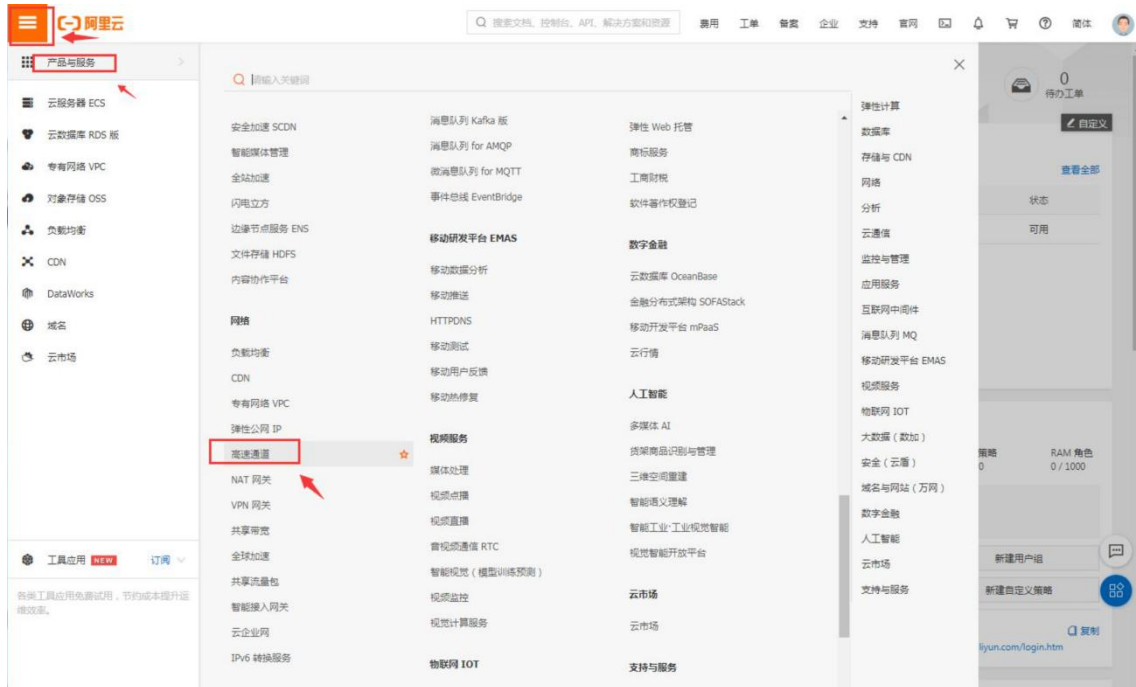 阿里云
搜索文档、控制台、API、解决方案和资源
费用 工单 备案 企业 支持 官网 简体
产品与服务
云服务器 ECS
云数据库 RDS 版
专有网络 VPC
对象存储 OSS
负载均衡
CDN
DataWorks
域名
云市场
工具应用 NEW 订阅
各类工具应用免费试用，节约成本提升运
维效率。
请输入关键词
安全加速 SCDN
智能媒体管理
全站加速
闪电立方
边缘节点服务 ENS
文件存储 HDFS
内容协作平台
网络
负载均衡
CDN
专有网络 VPC
弹性公网 IP
高速通道
NAT 网关
VPN 网关
共享带宽
全球加速
共享流量包
智能接入网关
云企业网
IPv6 转换服务
消息队列 Kafka 版
消息队列 for AMQP
微消息队列 for MQTT
事件总线 EventBridge
移动研发平台 EMAS
移动数据分析
移动推送
HTTPDNS
移动测试
移动用户反馈
移动热修复
视频服务
媒体处理
视频点播
视频直播
音视频通信 RTC
智能视觉（模型训练预测）
视频监控
视觉计算服务
物联网 IOT
弹性 Web 托管
商标服务
工商财税
软件著作权登记
数字金融
云数据库 OceanBase
金融分布式架构 SOFAStack
移动开发平台 mPaaS
云行情
人工智能
多媒体 AI
货架商品识别与管理
三维空间重建
智能语义理解
智能工业·工业视觉智能
视觉智能开放平台
云市场
云市场
支持与服务
弹性计算
数据库
存储与 CDN
网络
分析
云通信
监控与管理
应用服务
互联网中间件
消息队列 MQ
移动研发平台 EMAS
视频服务
物联网 IOT
大数据（数加）
安全（云盾）
域名与网站（万网）
数字金融
人工智能
云市场
支持与服务
0
待办工单
自定义
查看全部
状态
可用
策略 RAM 角色
0 0 / 1000
新建用户组
新建自定义策略
复制
liyun.com/login.htm